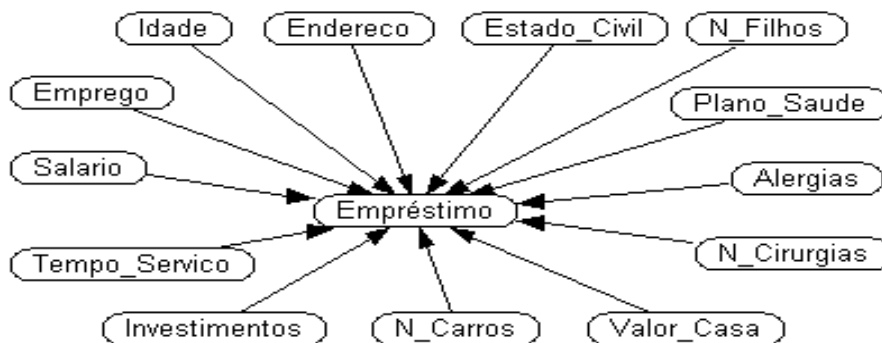 Idade
Endereco
Estado_Civil
N_Filhos
Emprego
Plano_Saude
Salario
Alergias
Empréstimo
Tempo_Servico
N_Cirurgias
Investimentos
N_Carros
Valor_Casa